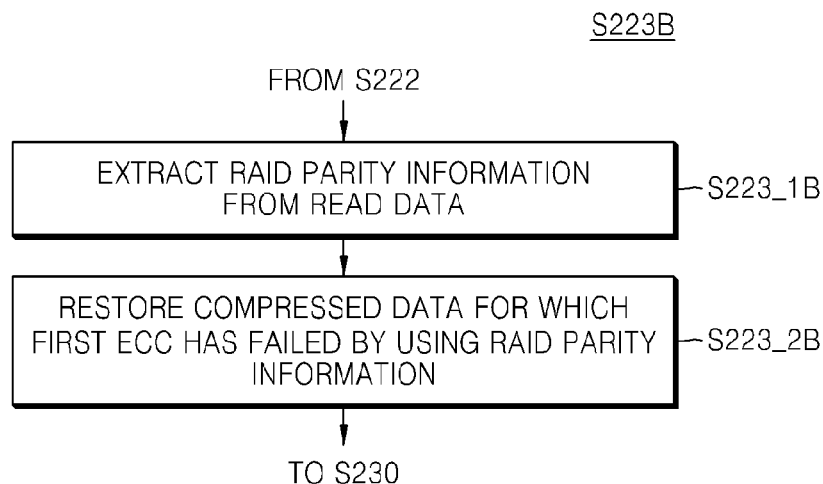 S223B
FROM S222
EXTRACT RAID PARITY INFORMATION
FROM READ DATA
S223_1B
RESTORE COMPRESSED DATA FOR WHICH
FIRST ECC HAS FAILED BY USING RAID PARITY
INFORMATION
S223_2B
TO S230